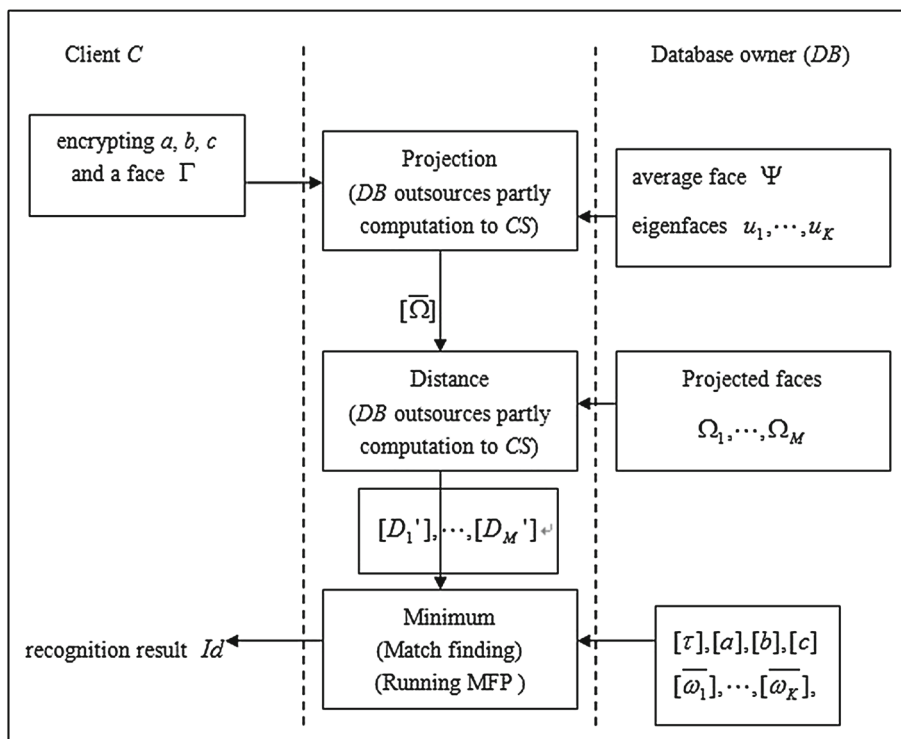 Client C
Database owner (DB)
encrypting a, b, c
and a face Γ
Projection
(DB outsources partly
computation to CS)
average face Ψ
eigenfaces u₁,⋯,u_K
[Ω̅]
Distance
(DB outsources partly
computation to CS)
Projected faces
Ω₁,⋯,Ω_M
[D₁'],⋯,[D_M']↵
Minimum
(Match finding)
(Running MFP )
recognition result Id
[τ],[a],[b],[c]
[ω̅₁],⋯,[ω̅_K],